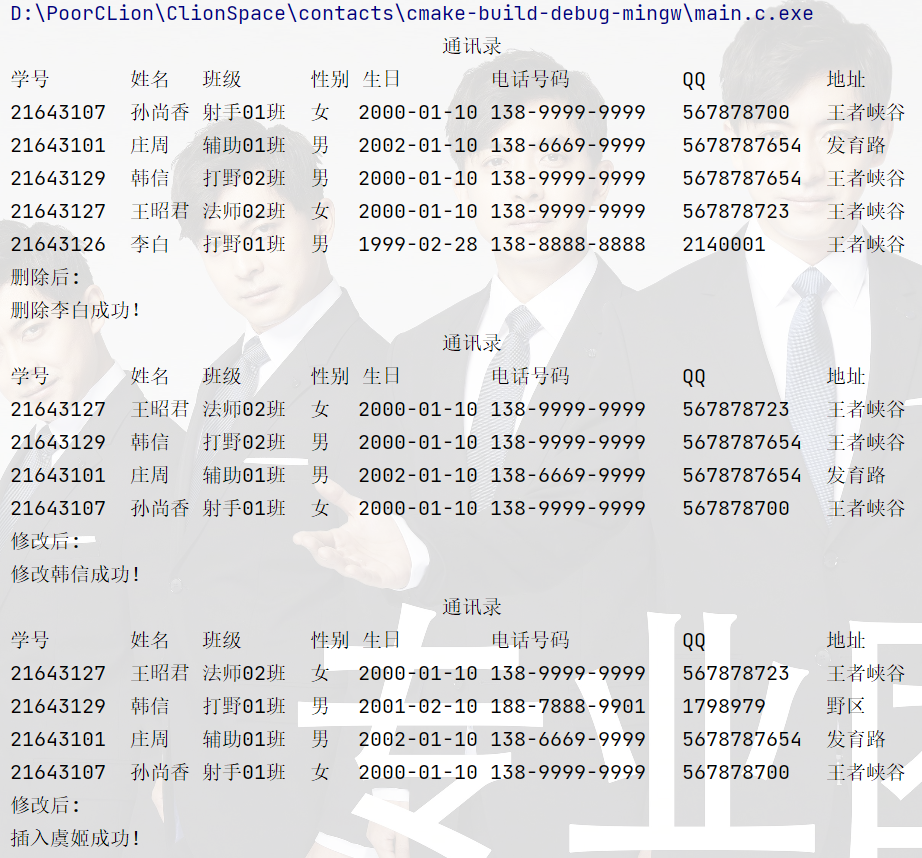 D:\PoorCLion\ClionSpace\contacts\cmake-build-debug-mingw\main.c.exe
通讯录
学号 姓名 班级 性别 生日 电话号码 QQ 地址
21643107 孙尚香 射手01班 女 2000-01-10 138-9999-9999 567878700 王者峡谷
21643101 庄周 辅助01班 男 2002-01-10 138-6669-9999 5678787654 发育路
21643129 韩信 打野02班 男 2000-01-10 138-9999-9999 5678787654 王者峡谷
21643127 王昭君 法师02班 女 2000-01-10 138-9999-9999 567878723 王者峡谷
21643126 李白 打野01班 男 1999-02-28 138-8888-8888 2140001 王者峡谷
删除后:
删除李白成功!
通讯录
学号 姓名 班级 性别 生日 电话号码 QQ 地址
21643127 王昭君 法师02班 女 2000-01-10 138-9999-9999 567878723 王者峡谷
21643129 韩信 打野02班 男 2000-01-10 138-9999-9999 5678787654 王者峡谷
21643101 庄周 辅助01班 男 2002-01-10 138-6669-9999 5678787654 发育路
21643107 孙尚香 射手01班 女 2000-01-10 138-9999-9999 567878700 王者峡谷
修改后:
修改韩信成功!
通讯录
学号 姓名 班级 性别 生日 电话号码 QQ 地址
21643127 王昭君 法师02班 女 2000-01-10 138-9999-9999 567878723 王者峡谷
21643129 韩信 打野01班 男 2001-02-10 188-7888-9901 1798979 野区
21643101 庄周 辅助01班 男 2002-01-10 138-6669-9999 5678787654 发育路
21643107 孙尚香 射手01班 女 2000-01-10 138-9999-9999 567878700 王者峡谷
修改后:
插入虞姬成功!
专业